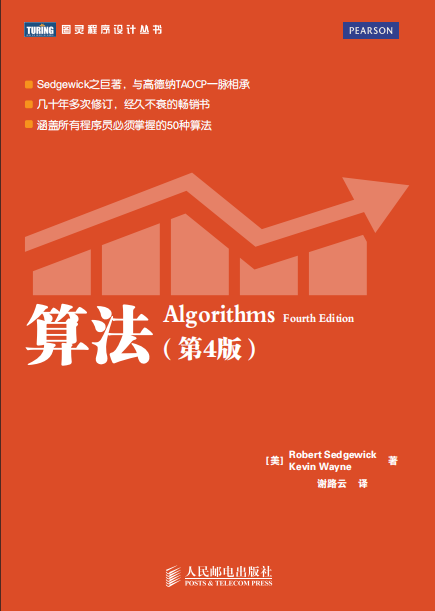 TURING 图灵程序设计丛书
PEARSON
Sedgewick之巨著，与高德纳TAOCP一脉相承
几十年多次修订，经久不衰的畅销书
涵盖所有程序员必须掌握的50种算法
算法 Algorithms Fourth Edition
（第4版）
[美] Robert Sedgewick
Kevin Wayne 著
谢路云 译
人民邮电出版社
POSTS & TELECOM PRESS